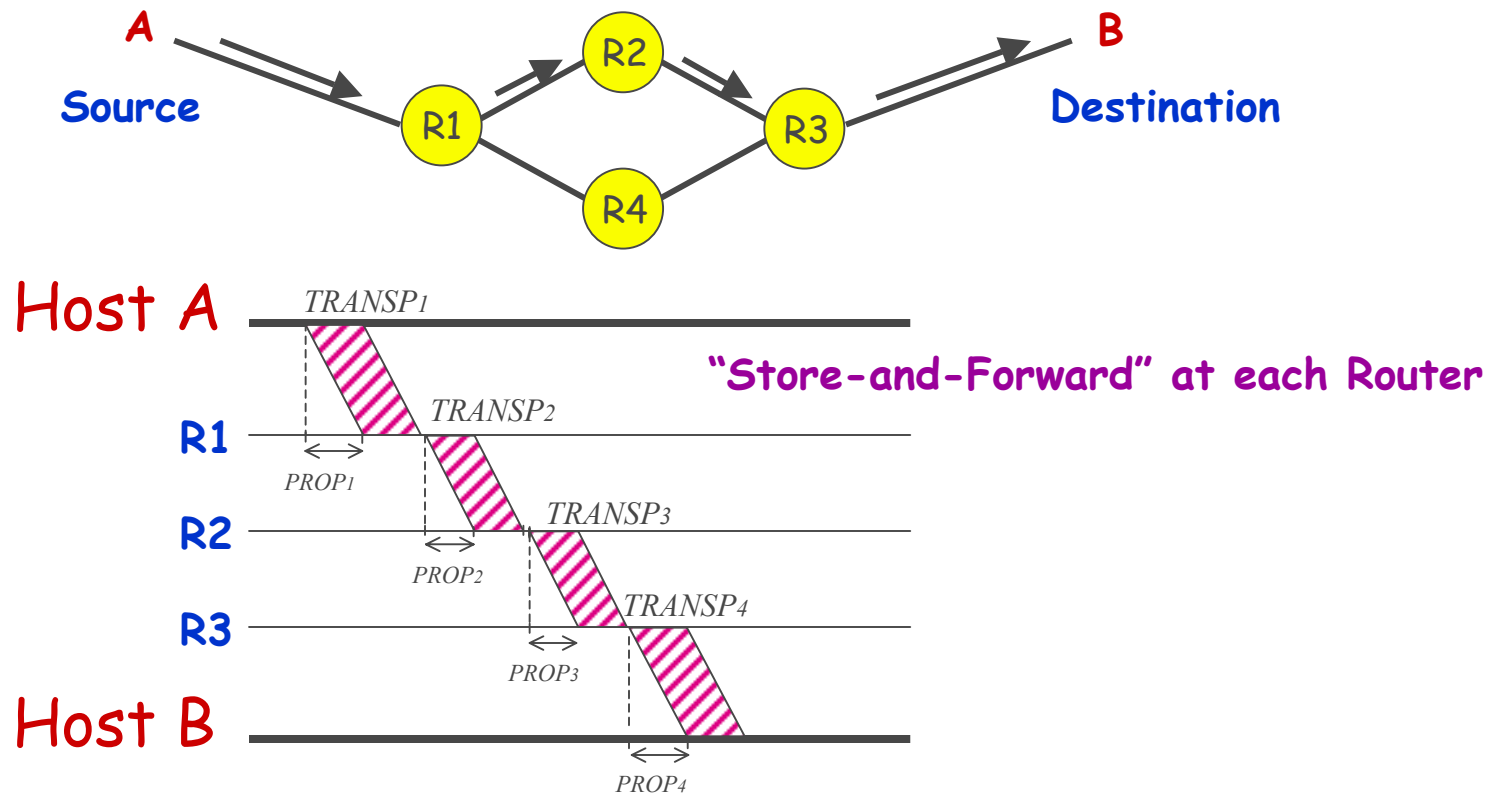 A
B
R2
Source
Destination
R1
R3
R4
Host A
TRANSP1
“Store-and-Forward” at each Router
TRANSP2
R1
PROP1
TRANSP3
R2
PROP2
TRANSP4
R3
PROP3
Host B
PROP4